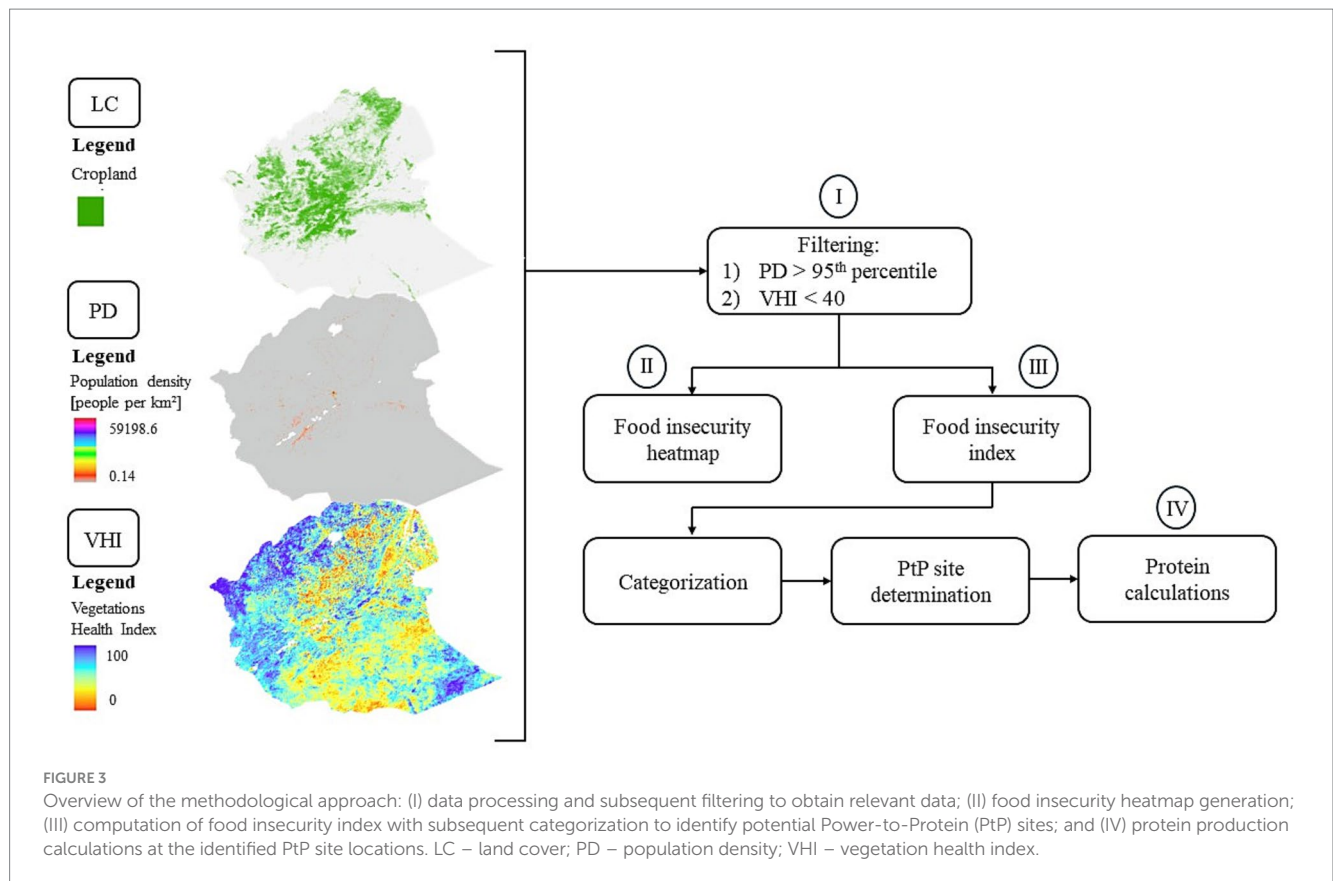 LC
Legend
Cropland
PD
Legend
Population density
[people per km²]
59198.6
0.14
VHI
Legend
Vegetations
Health Index
100
0
I
Filtering:
1) PD > 95th percentile
2) VHI < 40
II
Food insecurity
heatmap
III
Food insecurity
index
Categorization
PtP site
determination
IV
Protein
calculations
FIGURE 3
Overview of the methodological approach: (I) data processing and subsequent filtering to obtain relevant data; (II) food insecurity heatmap generation;
(III) computation of food insecurity index with subsequent categorization to identify potential Power-to-Protein (PtP) sites; and (IV) protein production
calculations at the identified PtP site locations. LC – land cover; PD – population density; VHI – vegetation health index.